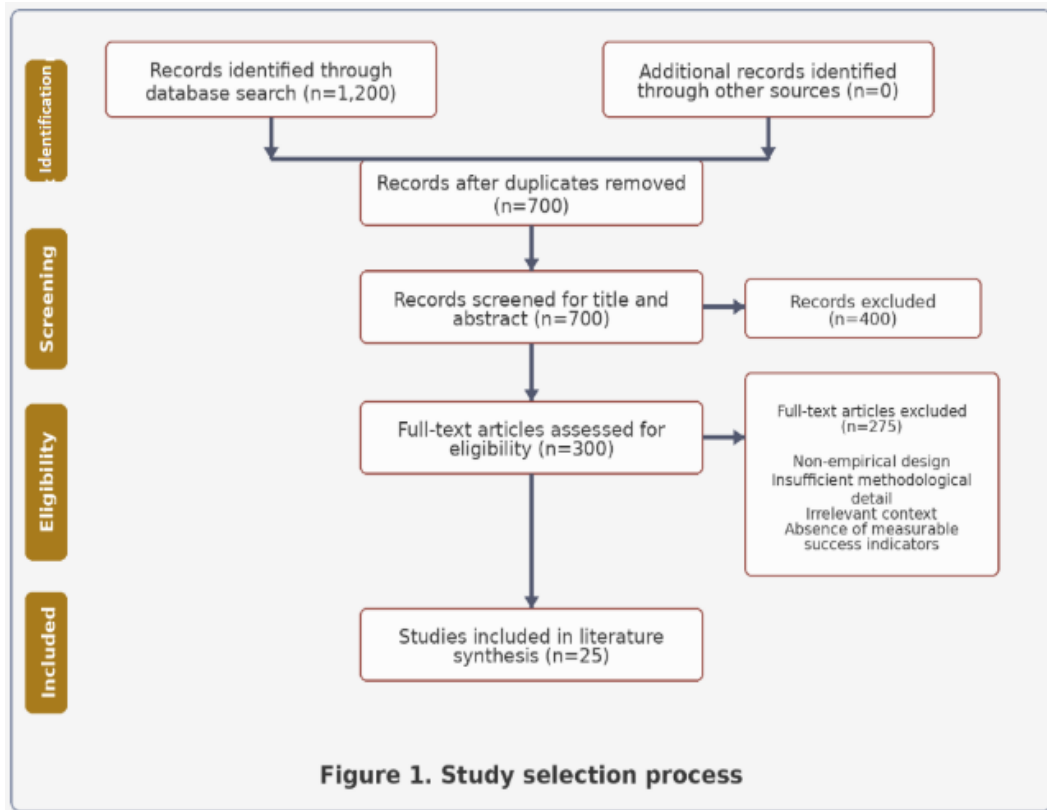 Identification
Records identified through
database search (n=1,200)
Additional records identified
through other sources (n=0)
Records after duplicates removed
(n=700)
Screening
Records screened for title and
abstract (n=700)
Records excluded
(n=400)
Eligibility
Full-text articles assessed for
eligibility (n=300)
Full-text articles excluded
(n=275)
Non-empirical design
Insufficient methodological
detail
Irrelevant context
Absence of measurable
success indicators
Included
Studies included in literature
synthesis (n=25)
Figure 1. Study selection process